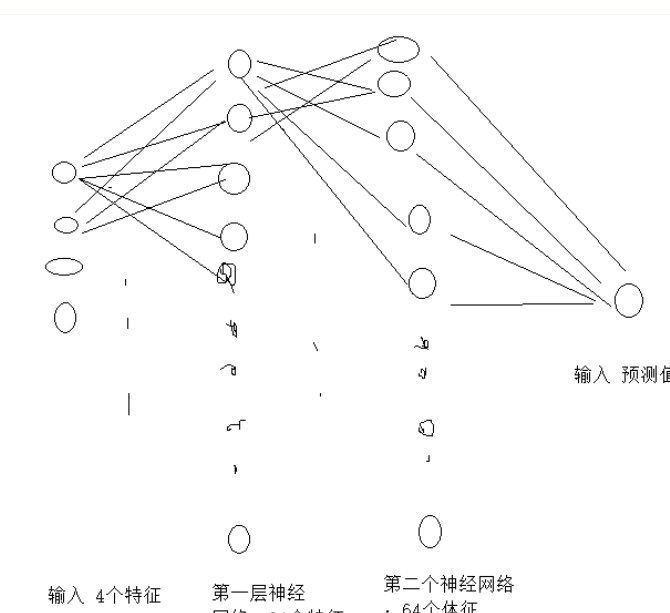 输入 预测值
输入 4个特征
第一层神经
第二个神经网络
: 64个体征